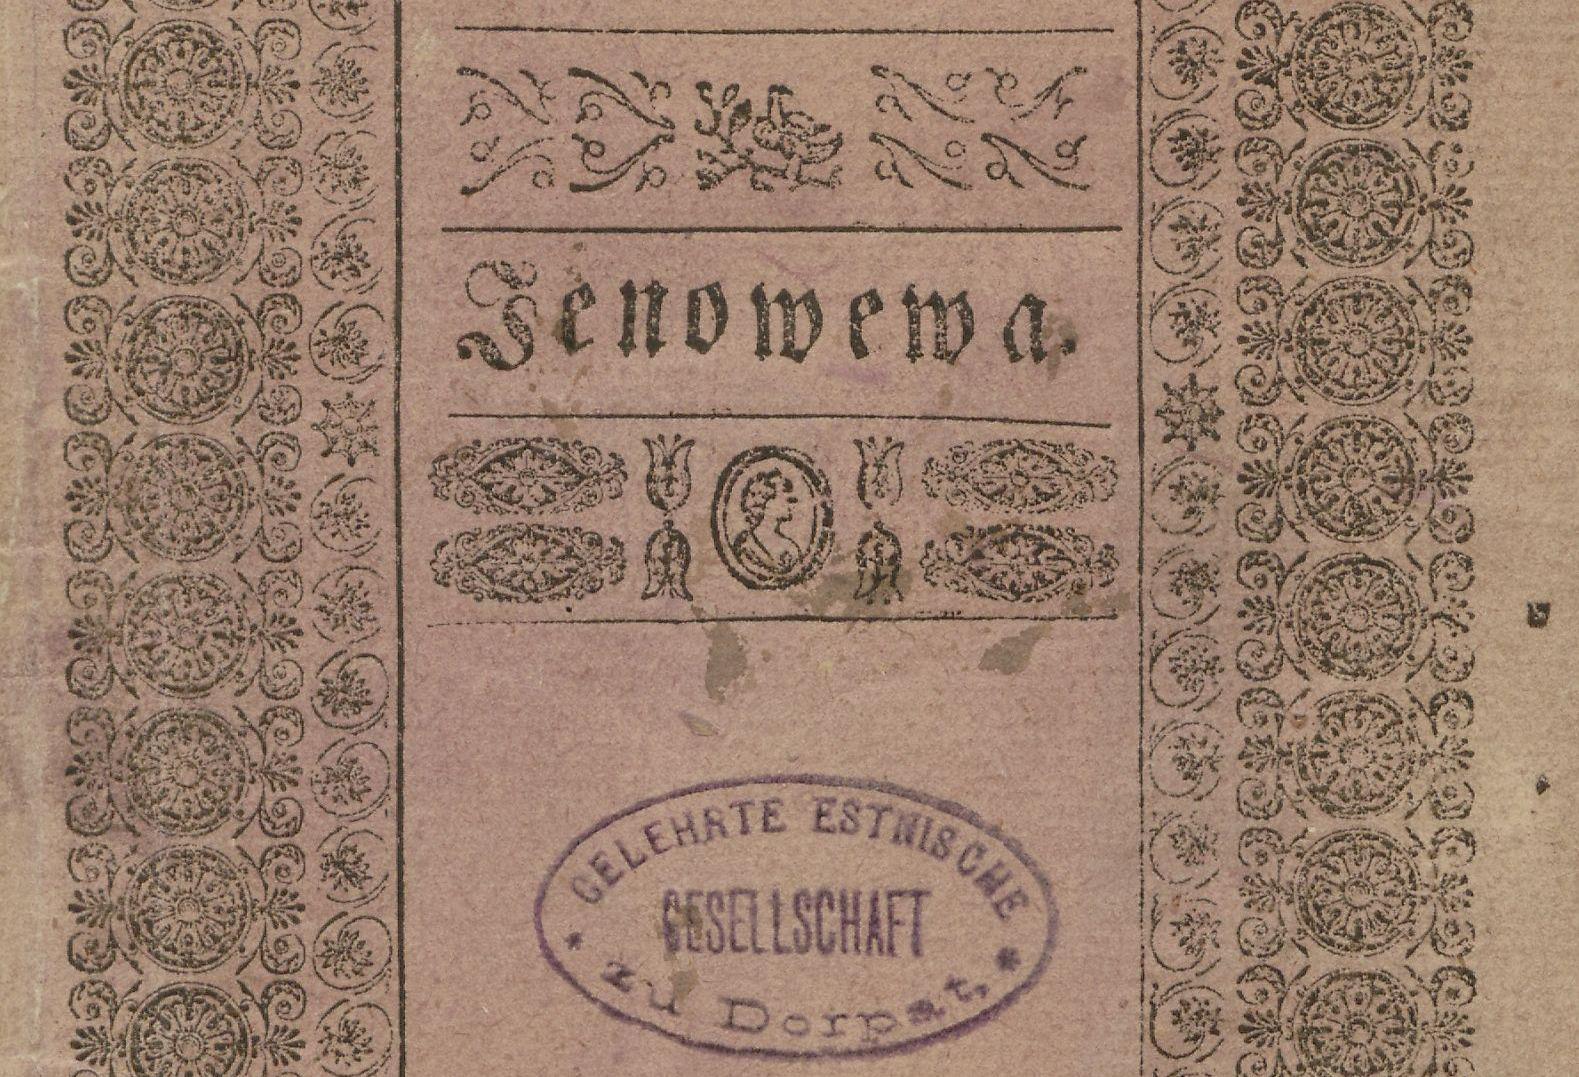 Jenowewa.
GELEHRTE ESTNISCHE
GESELLSCHAFT
zu Dorpat.